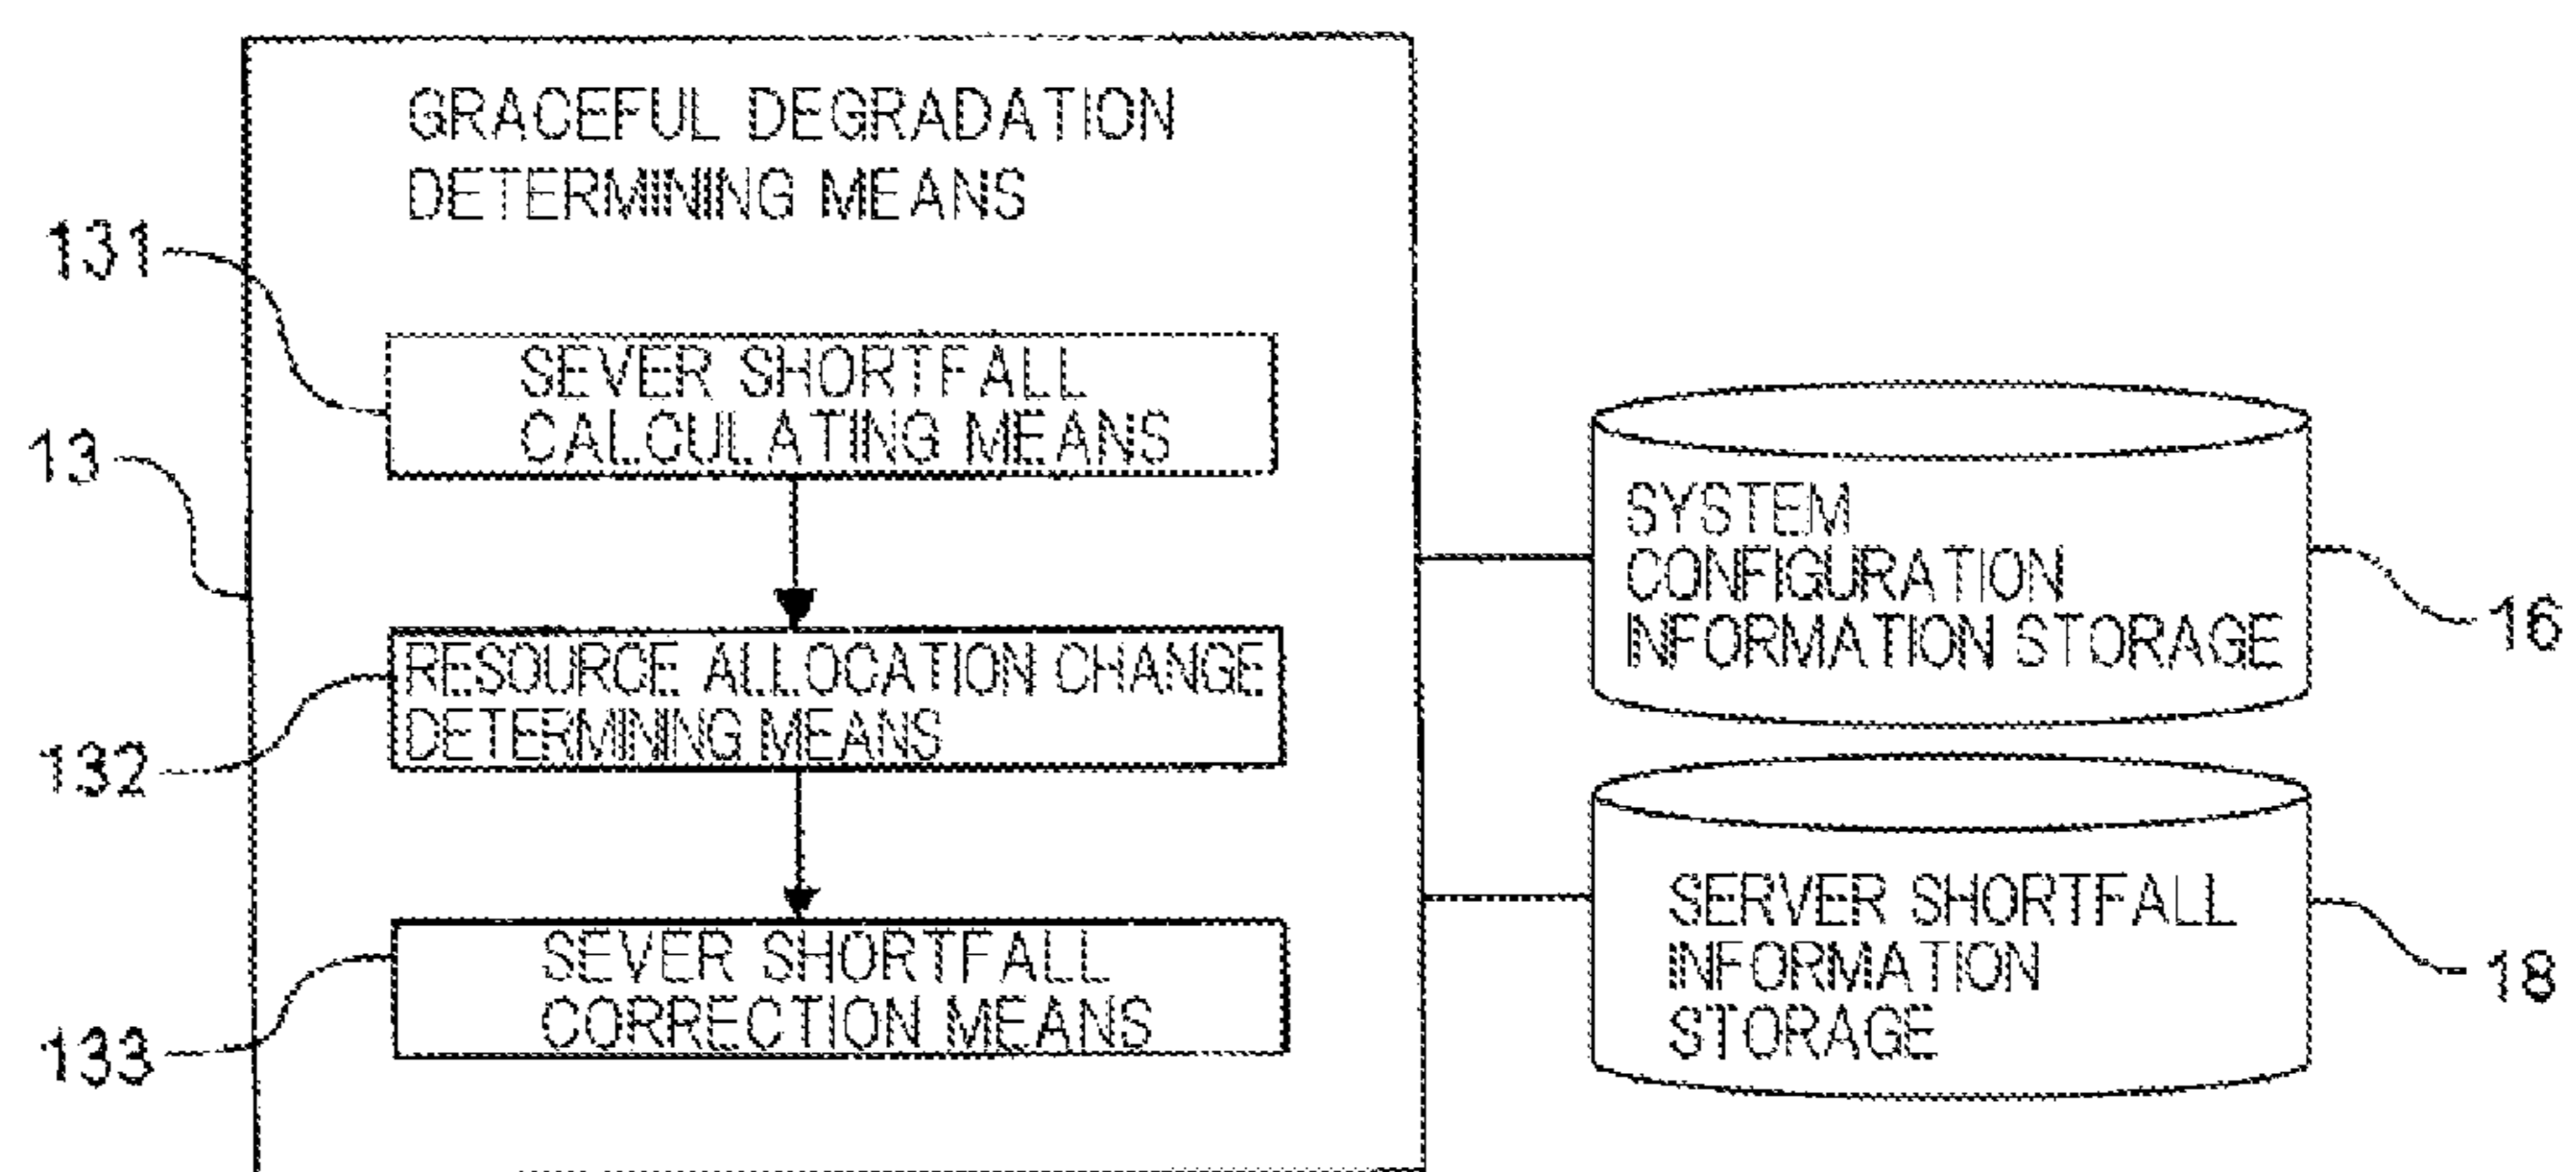 GRACEFUL DEGRADATION
DETERMINING MEANS
131
SEVER SHORTFALL
CALCULATING MEANS
13
RESOURCE ALLOCATION CHANGE
DETERMINING MEANS
132
SEVER SHORTFALL
CORRECTION MEANS
133
SYSTEM
CONFIGURATION
INFORMATION STORAGE
16
SERVER SHORTFALL
INFORMATION
STORAGE
18